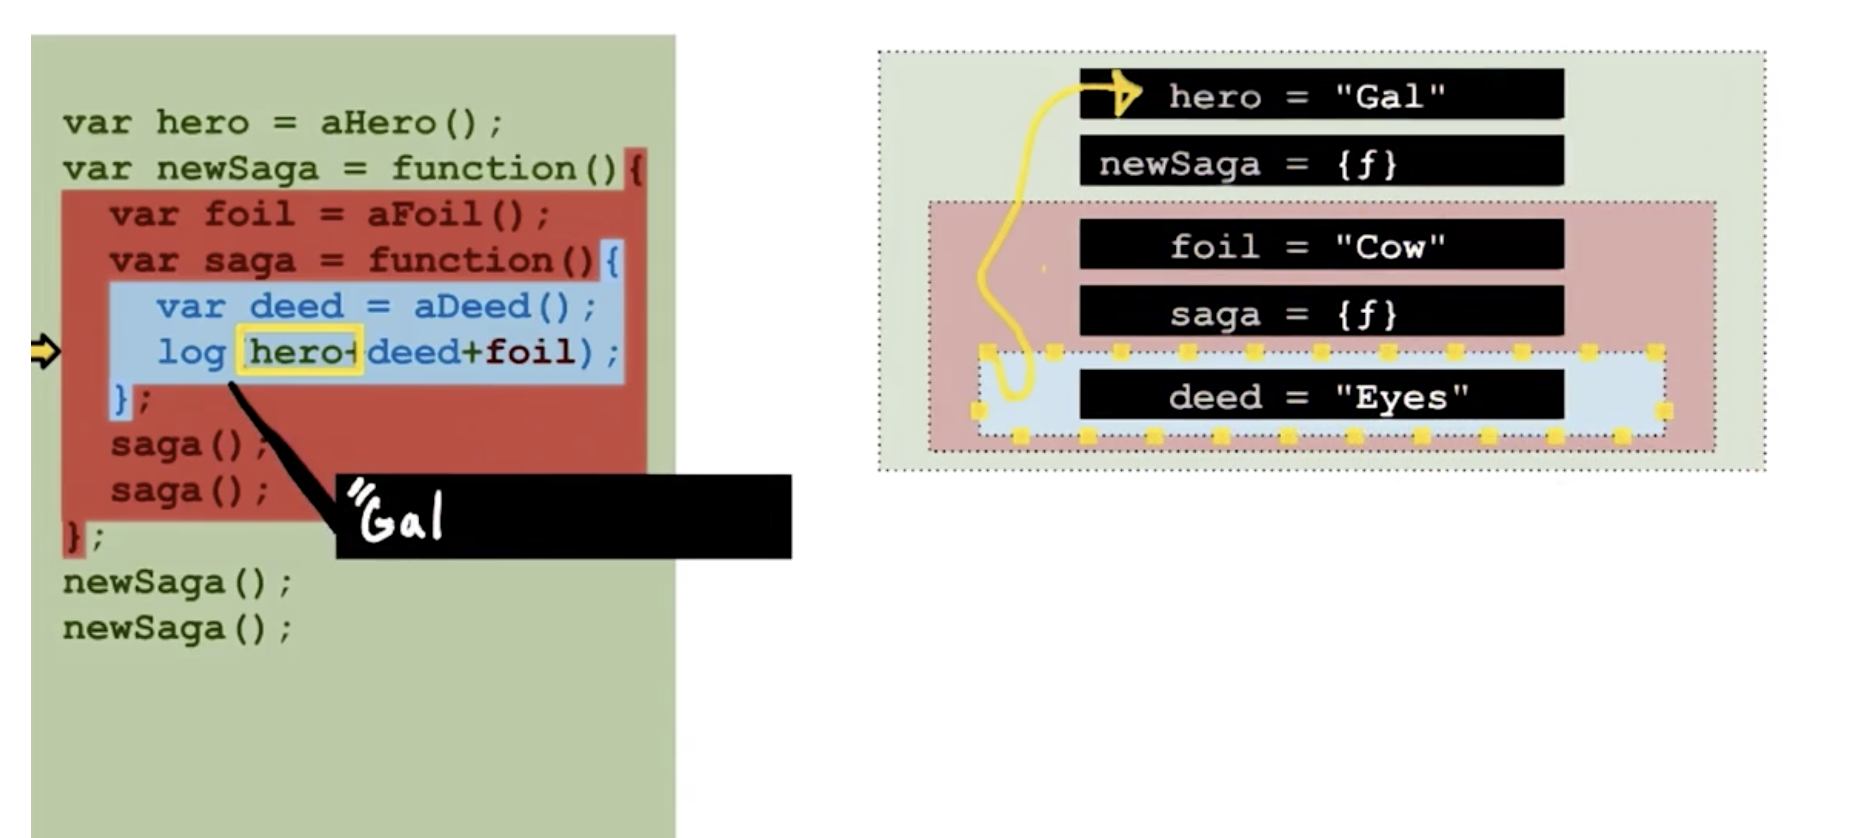 var hero = aHero();
var newSaga = function(){
var foil = aFoil();
var saga = function(){
var deed = aDeed();
log hero+deed+foil);
};
saga();
saga();
};
newSaga();
newSaga();
"Gal
hero = "Gal"
newSaga = {f}
foil = "Cow"
saga = {f}
deed = "Eyes"